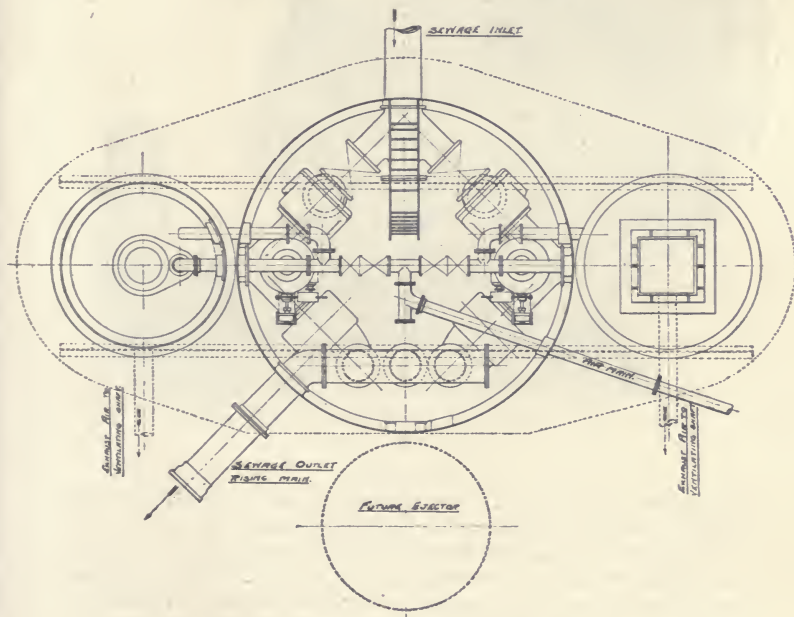 SEWAGE INLET
AIR MAIN.
EXHAUST AIR TO
VENTILATING SHAFT
EXHAUST AIR TO
VENTILATING SHAFT
SEWAGE OUTLET
RISING MAIN.
FUTURE EJECTOR